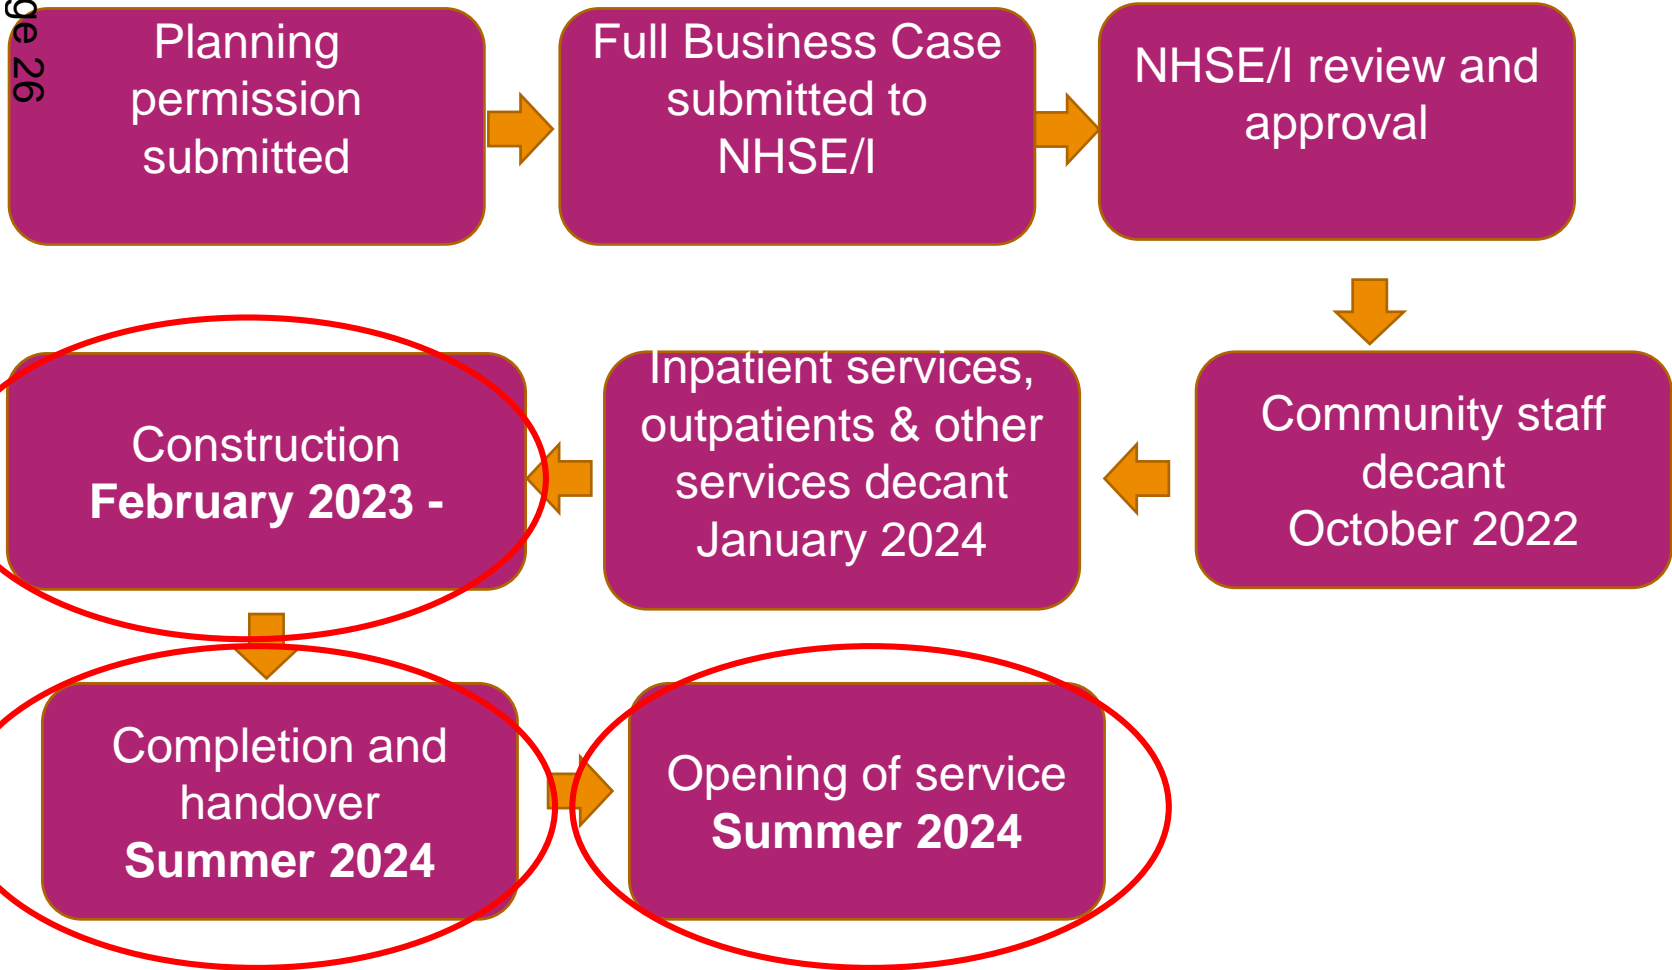 ge 26
Planning
permission
submitted
Full Business Case
submitted to
NHSE/I
NHSE/I review and
approval
Community staff
decant
October 2022
Inpatient services,
outpatients & other
services decant
January 2024
Construction
February 2023 -
Completion and
handover
Summer 2024
Opening of service
Summer 2024